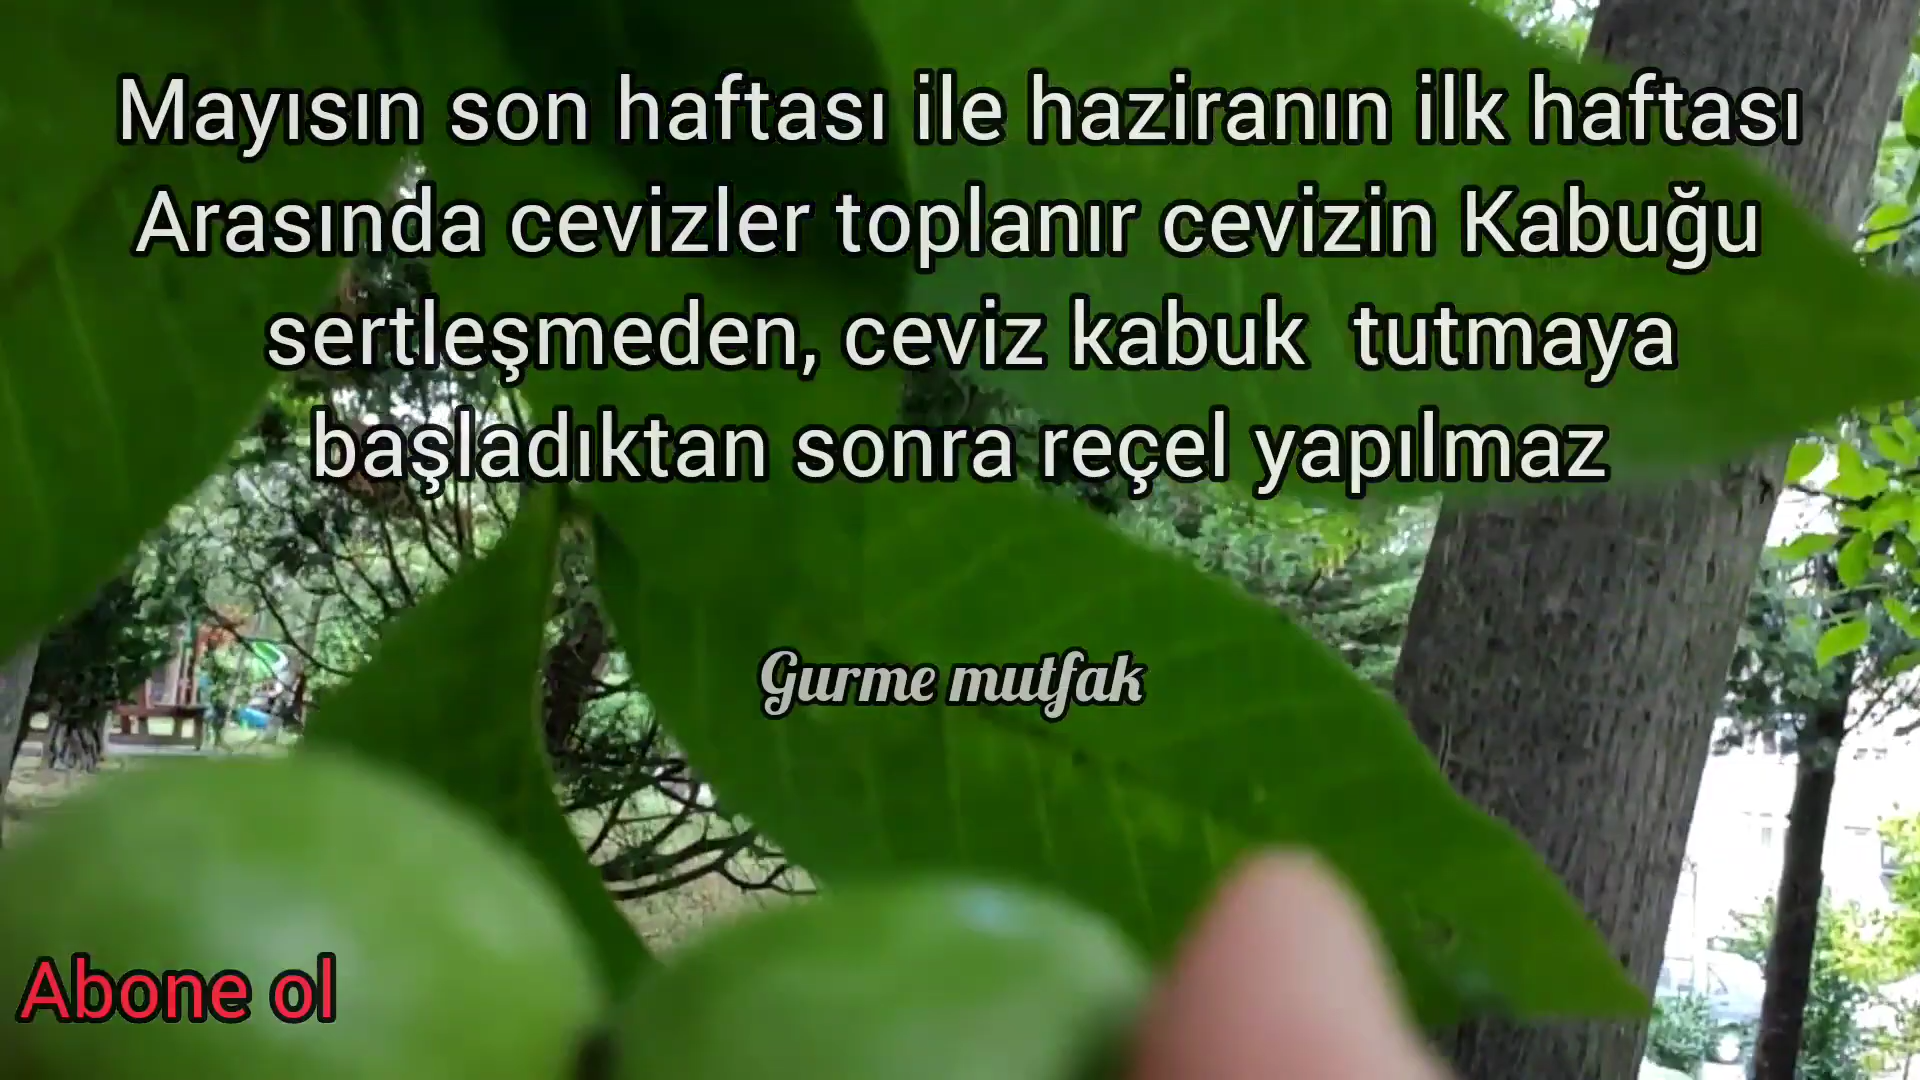 Mayısın son haftası ile haziranın ilk haftası
Arasında cevizler toplanır cevizin Kabuğu
sertleşmeden, ceviz kabuk tutmaya
başladıktan sonra reçel yapılmaz
Gurme mutfak
Abone ol